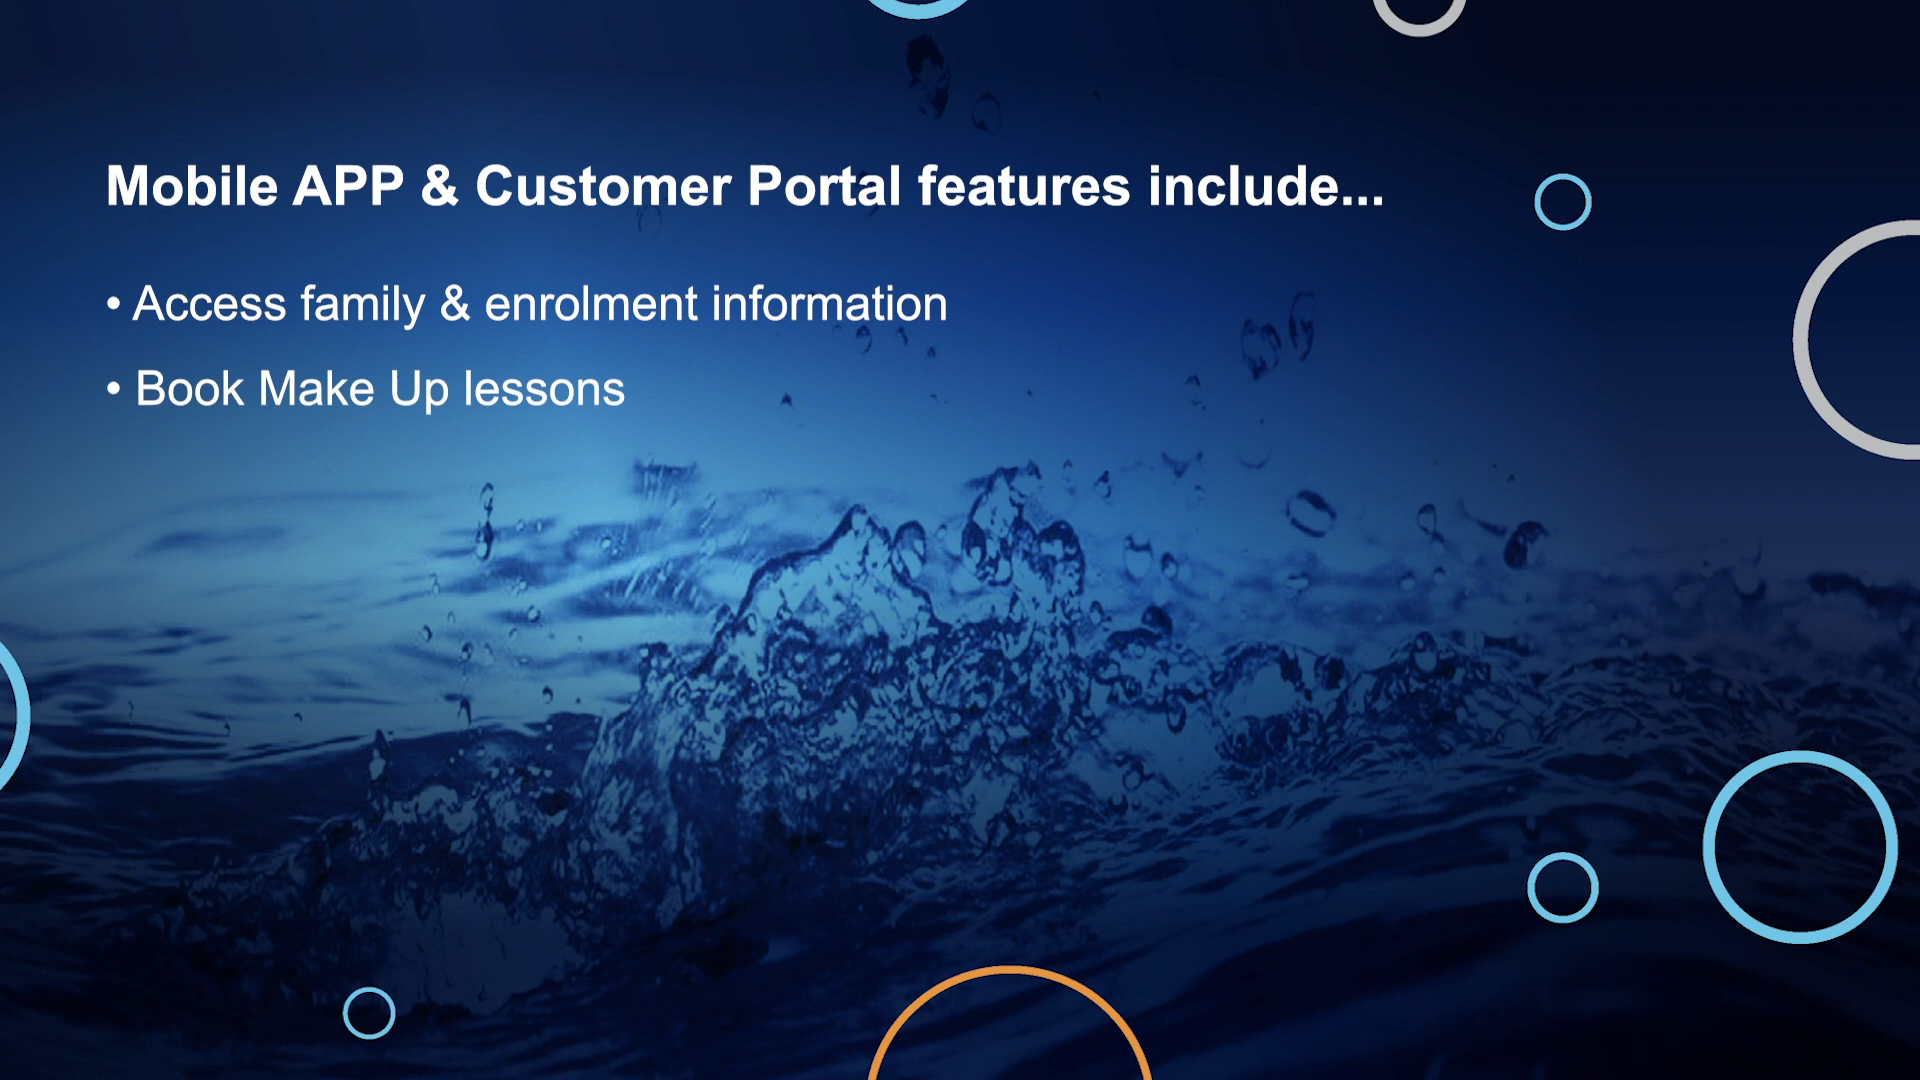 Mobile APP & Customer Portal features include...
• Access family & enrolment information
• Book Make Up lessons